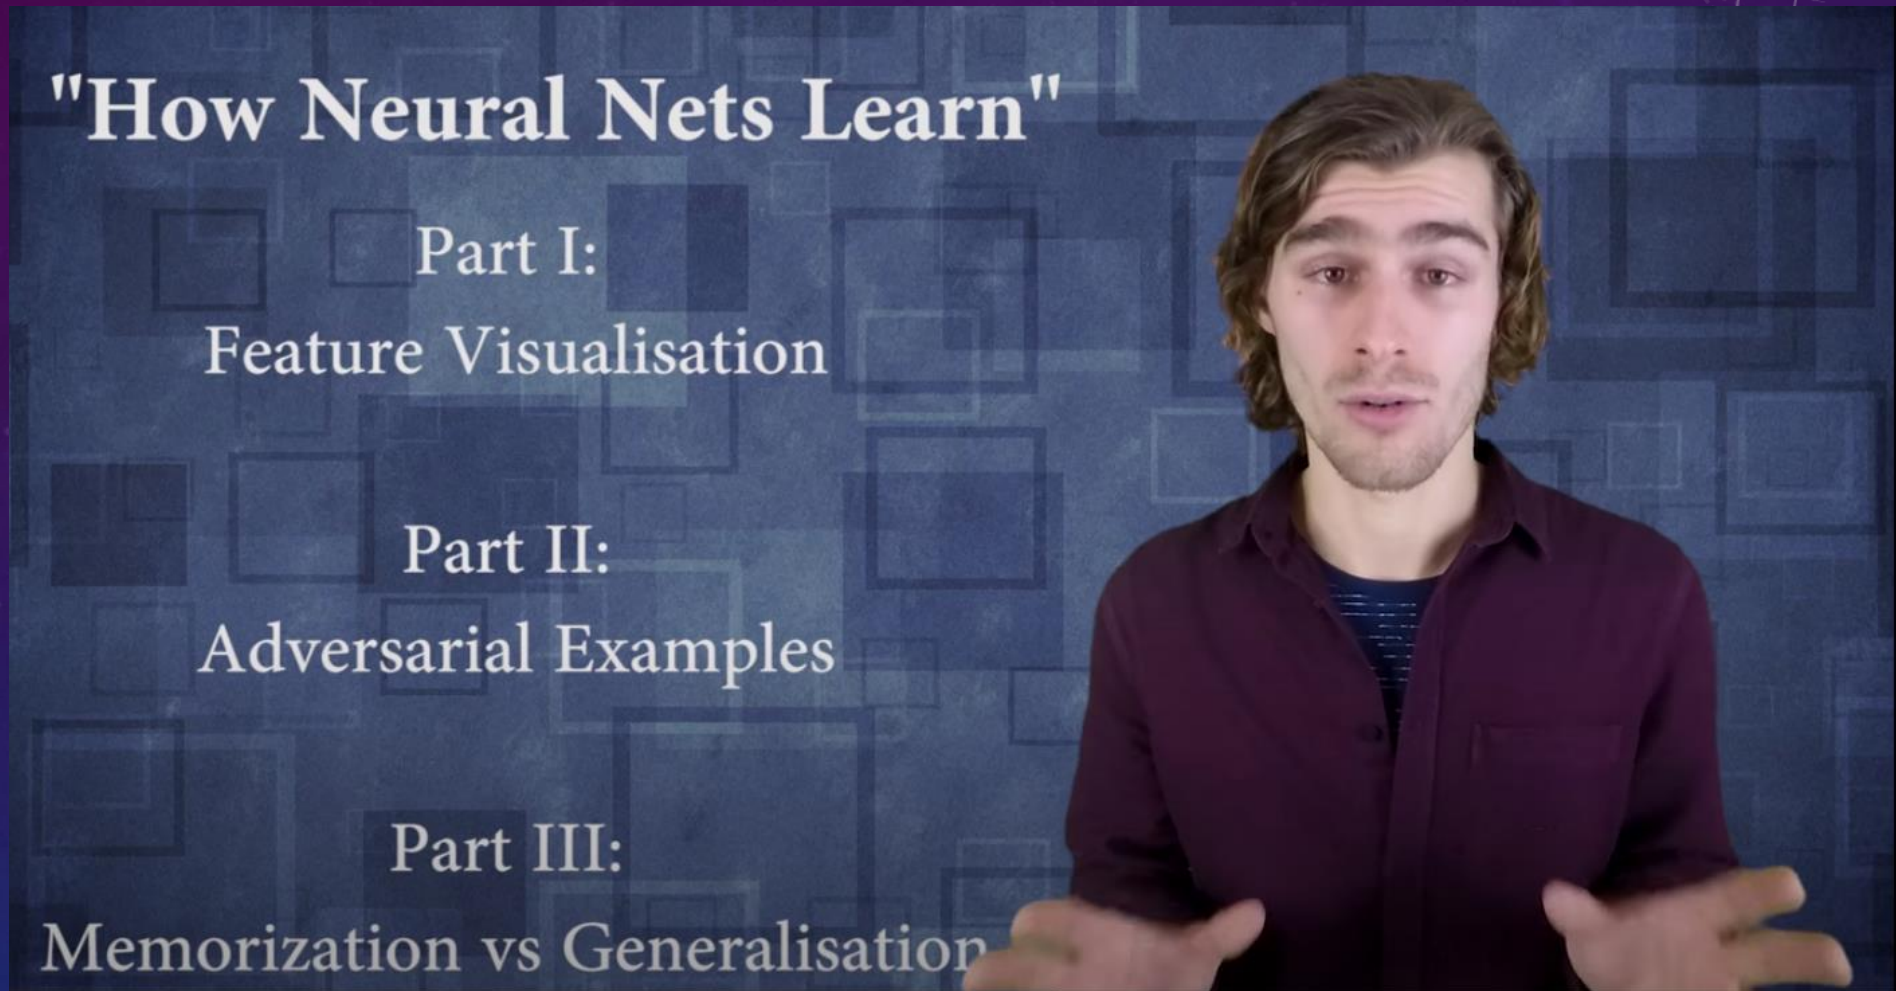 "How Neural Nets Learn"
Part I:
Feature Visualisation
Part II:
Adversarial Examples
Part III:
Memorization vs Generalisation